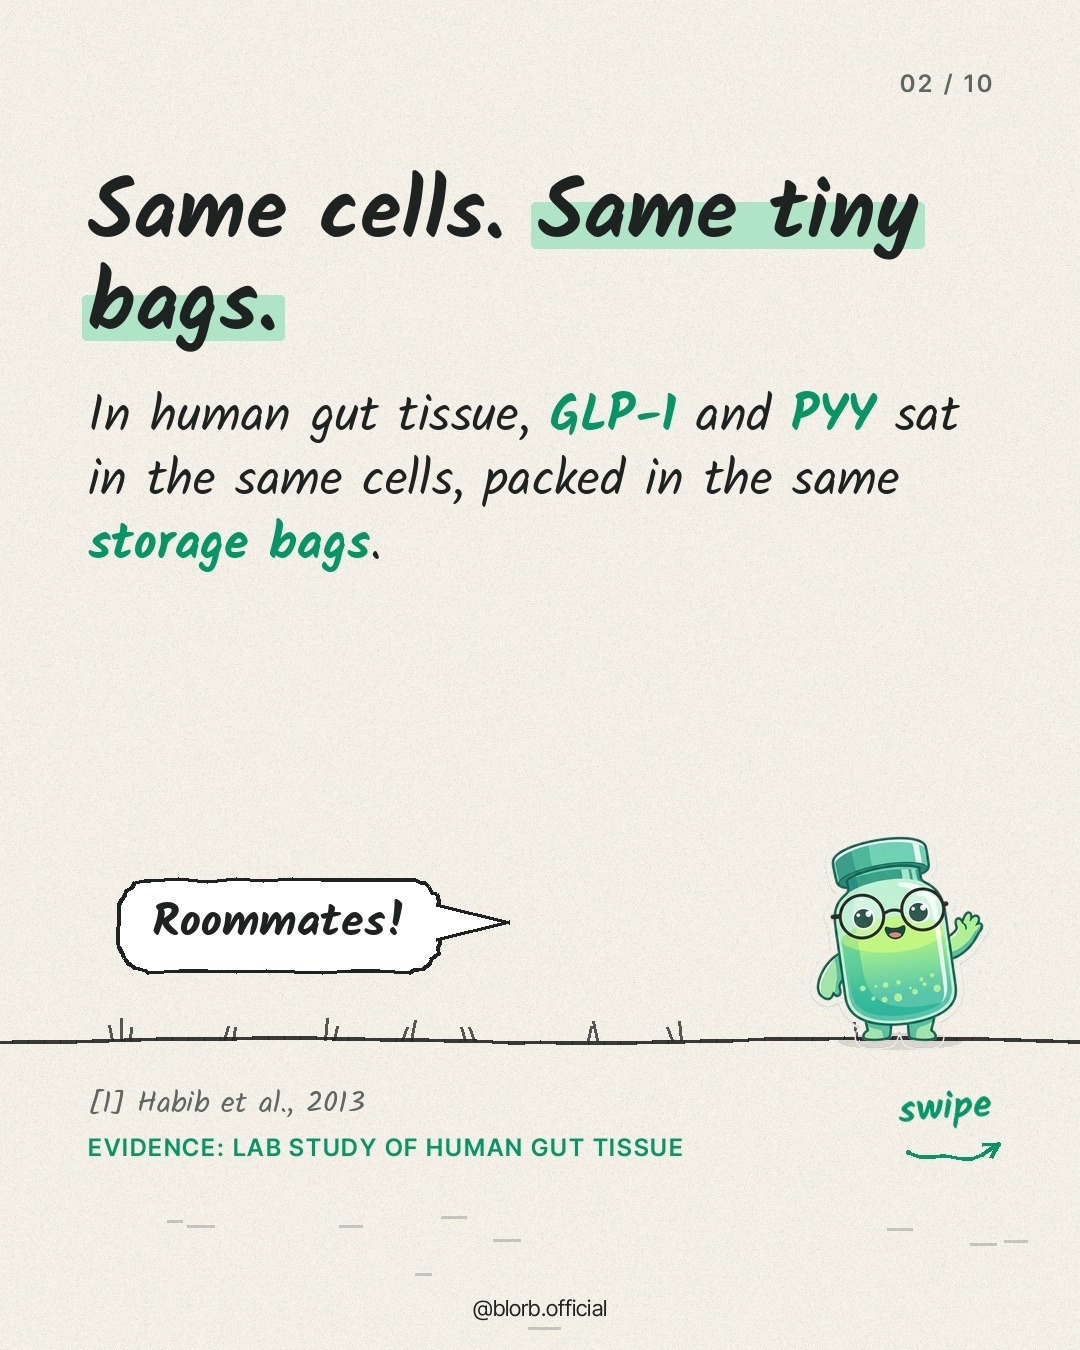 02 / 10
Same cells. Same tiny
bags.
In human gut tissue, GLP-1 and PYY sat
in the same cells, packed in the same
storage bags.
Roommates!
[1] Habib et al., 2013
EVIDENCE: LAB STUDY OF HUMAN GUT TISSUE
swipe
@blorb.official